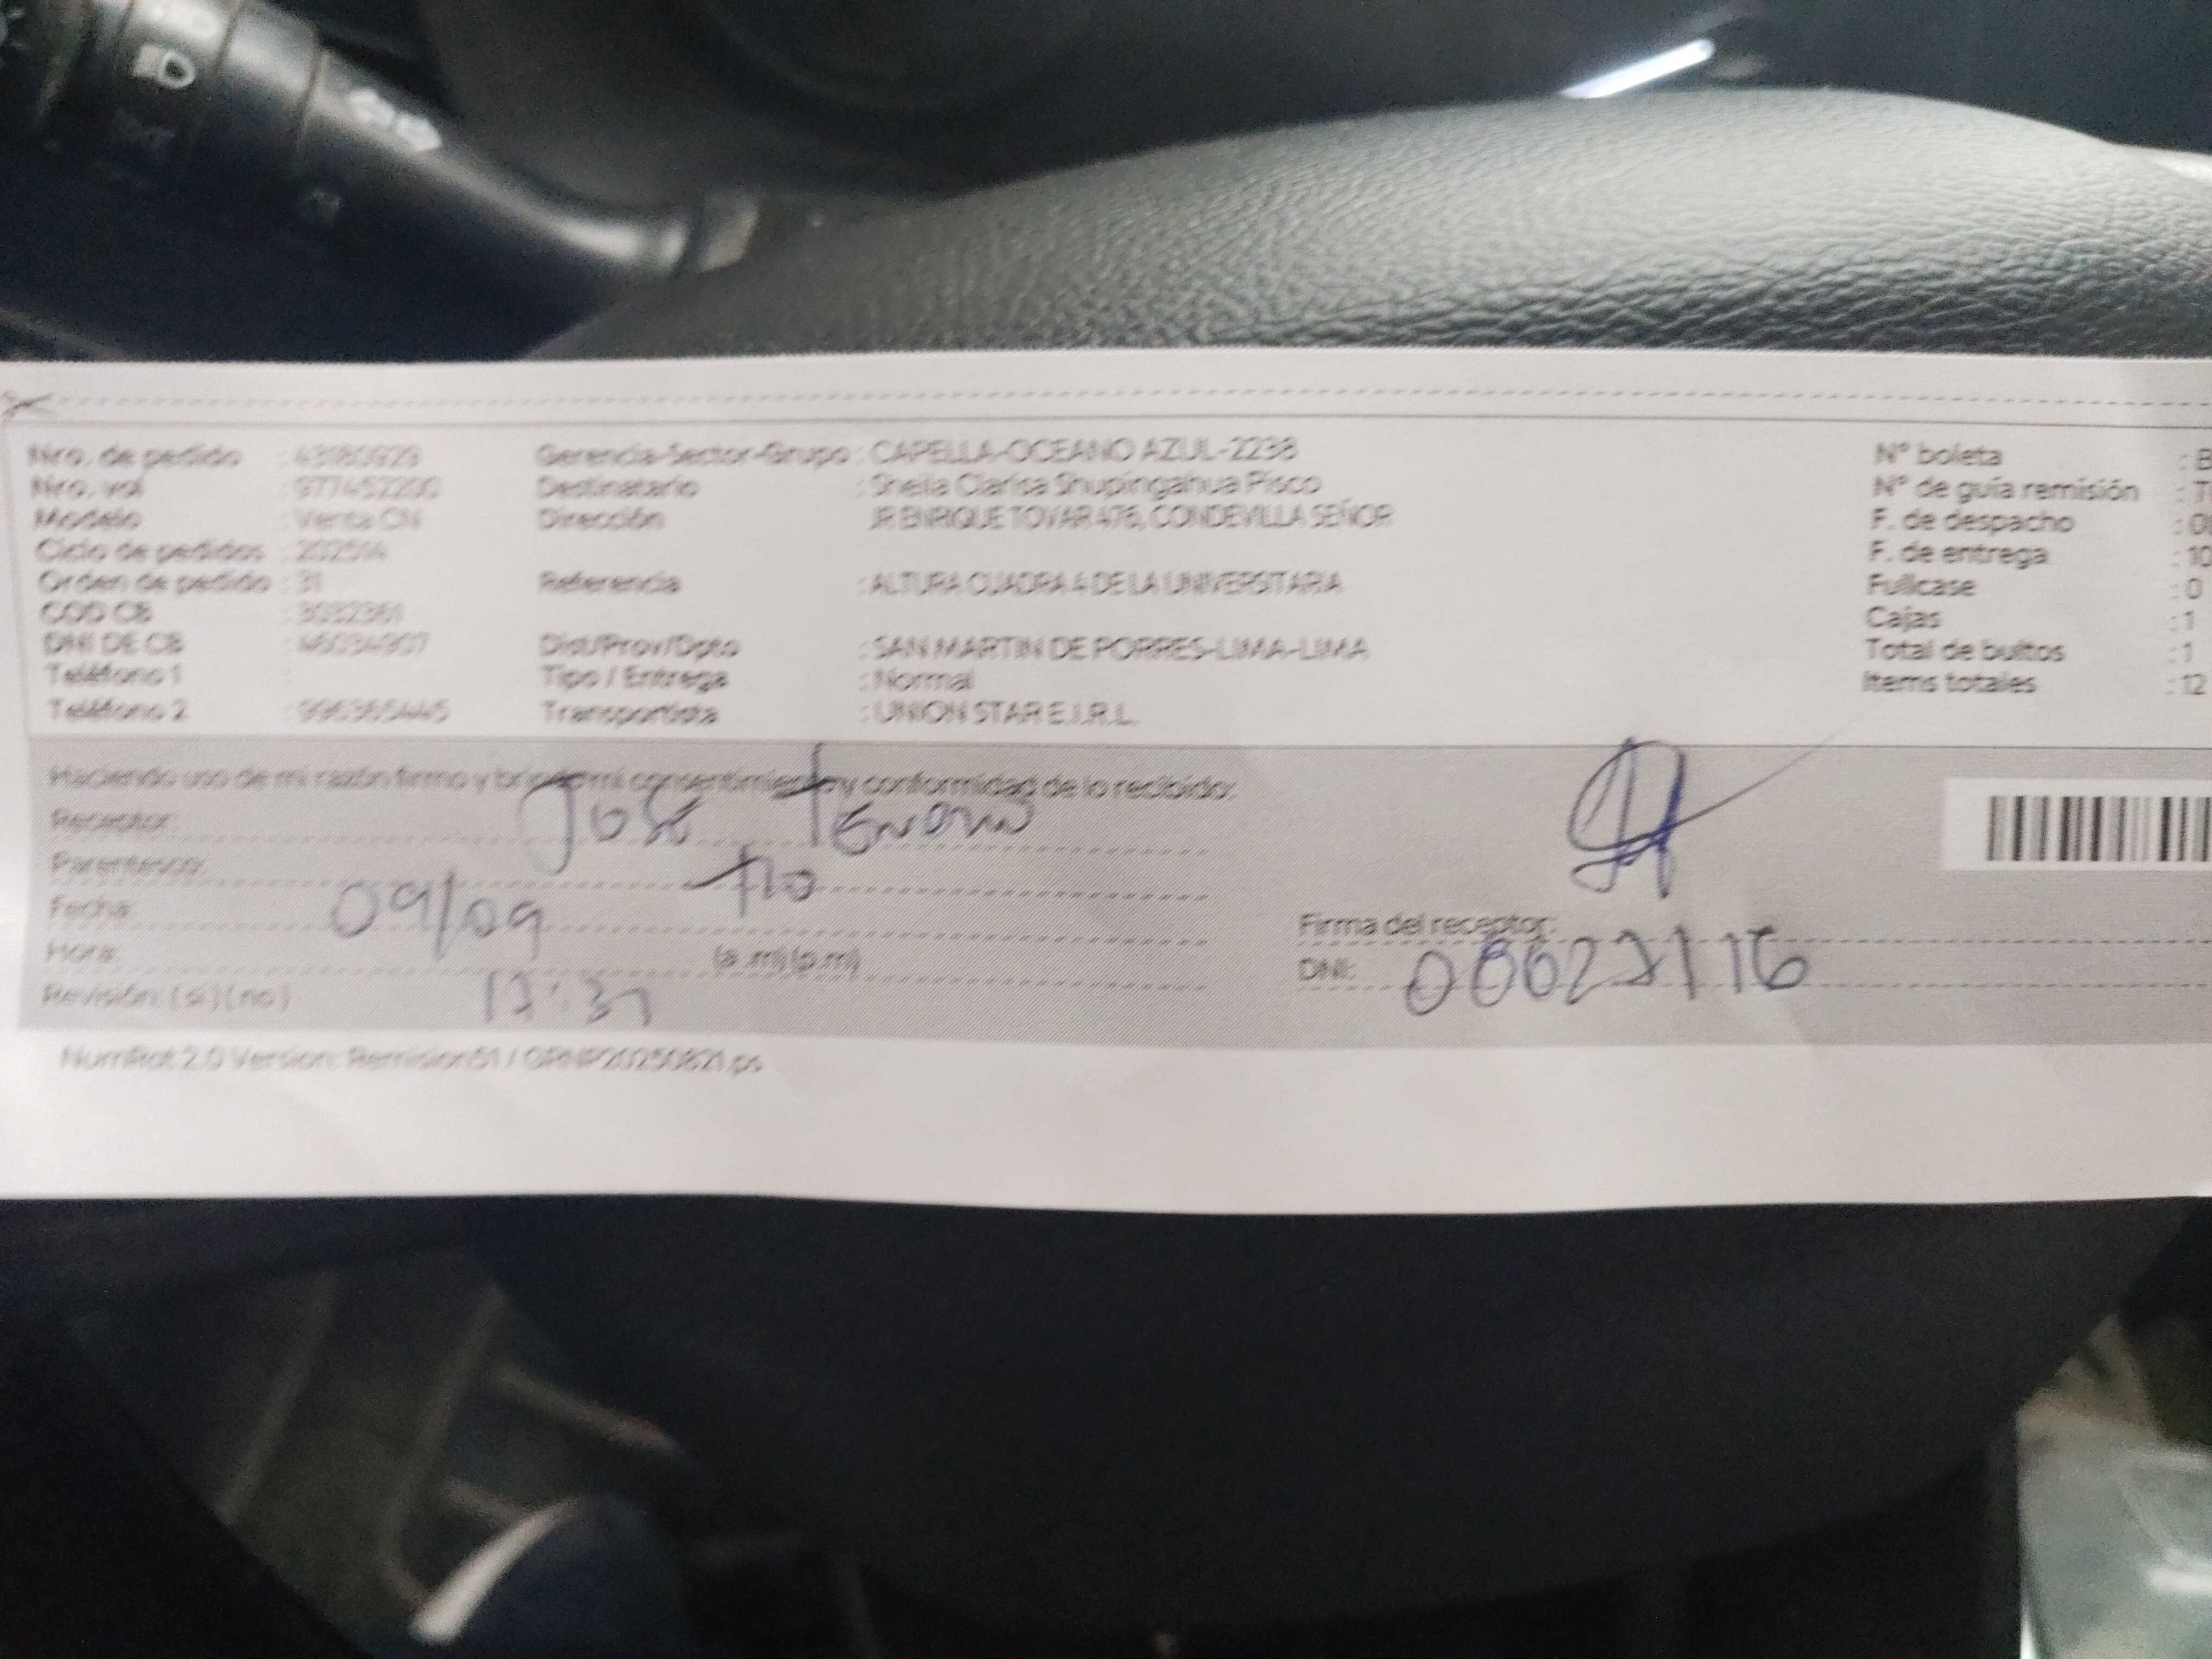 Nro. de pedido : 43180929 Gerencia-Sector-Grupo : CAPELLA-OCEANO AZUL-2238 N° boleta : B
Nro. vol : 977452200 Destinatario : Sheila Clarisa Shupingahua Pisco N° de guía remisión : T
Modelo : Venta CN Dirección JR ENRIQUE TOVAR 476, CONDEVILLA SEÑOR F. de despacho : 0
Ciclo de pedidos : 202514 F. de entrega : 10
Orden de pedido : 31 Referencia : ALTURA CUADRA 4 DE LA UNIVERSITARIA Fullcase : 0
COD CB : 3032361 Cajas : 1
DNI DE CB : 46034907 Dist/Prov/Dpto : SAN MARTIN DE PORRES-LIMA-LIMA Total de bultos : 1
Teléfono 1 : Tipo / Entrega : Normal Items totales : 12
Teléfono 2 : 996365445 Transportista : UNION STAR E.I.R.L.
Haciendo uso de mi razón firmo y brindo mi consentimiento y conformidad de lo recibido:
Receptor: Jose
Parentesco: tio
Fecha: 09/09 Firma del receptor:
Hora: (a.m) (p.m) DNI:
Revisión: (si) (no)
NumRot 2.0 Version: Remision51 / GRNP20250821.ps